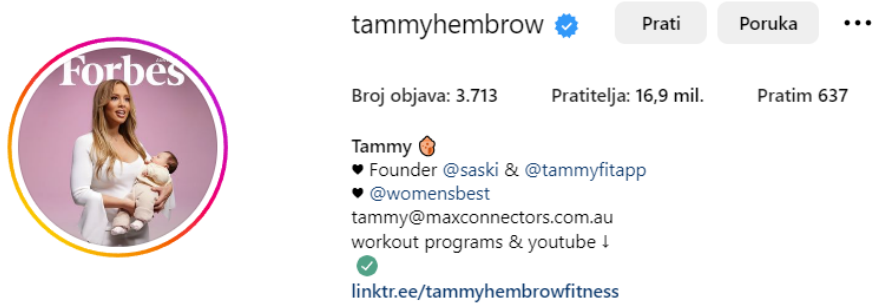 Forbes
tammyhembrow
Prati
Poruka
Broj objava: 3.713
Pratitelja: 16,9 mil.
Pratim 637
Tammy
♥ Founder @saski & @tammyfitapp
♥ @womensbest
tammy@maxconnectors.com.au
workout programs & youtube ↓
linktr.ee/tammyhembrowfitness